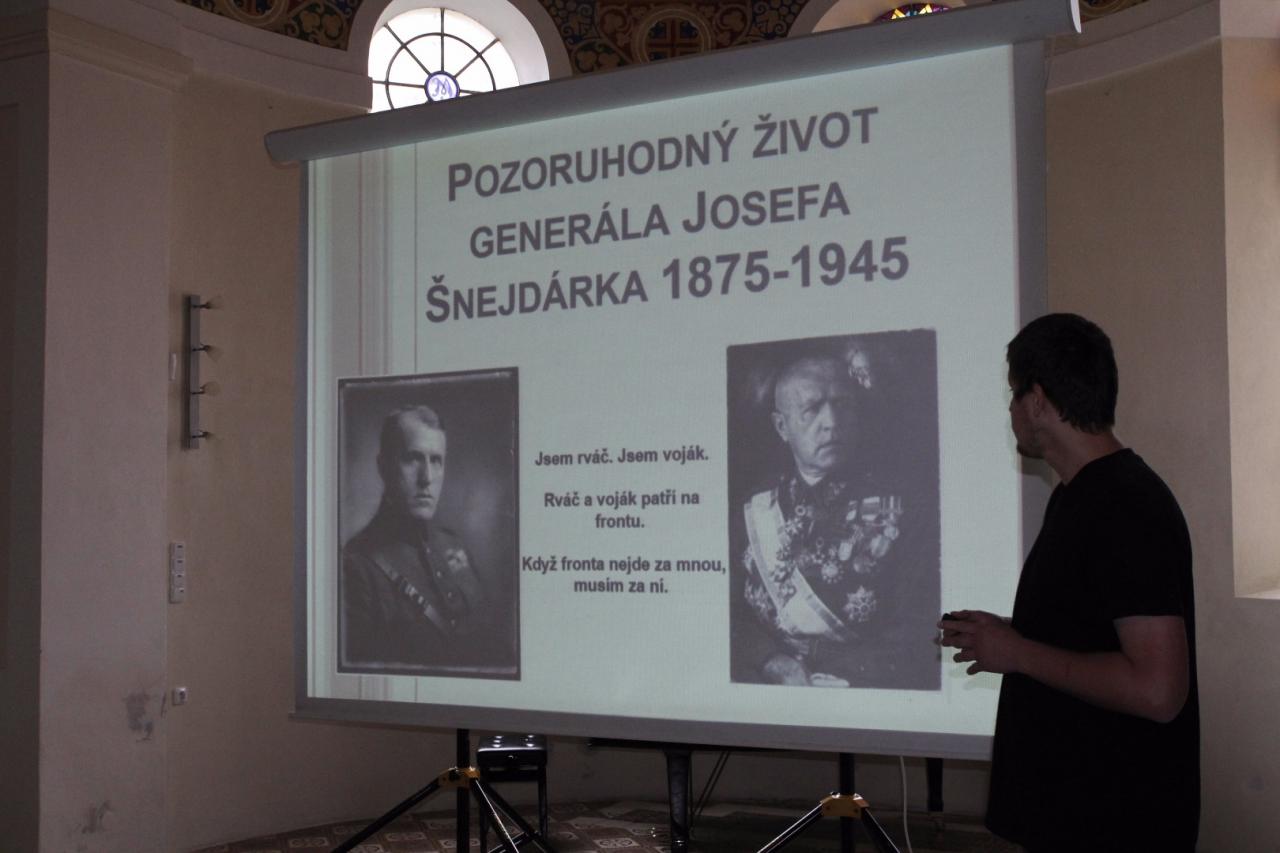 POZORUHODNÝ ŽIVOT
GENERÁLA JOSEFA
ŠNEJDÁRKA 1875-1945
Jsem rváč. Jsem voják.
Rváč a voják patří na
frontu.
Když fronta nejde za mnou,
musím za ní.